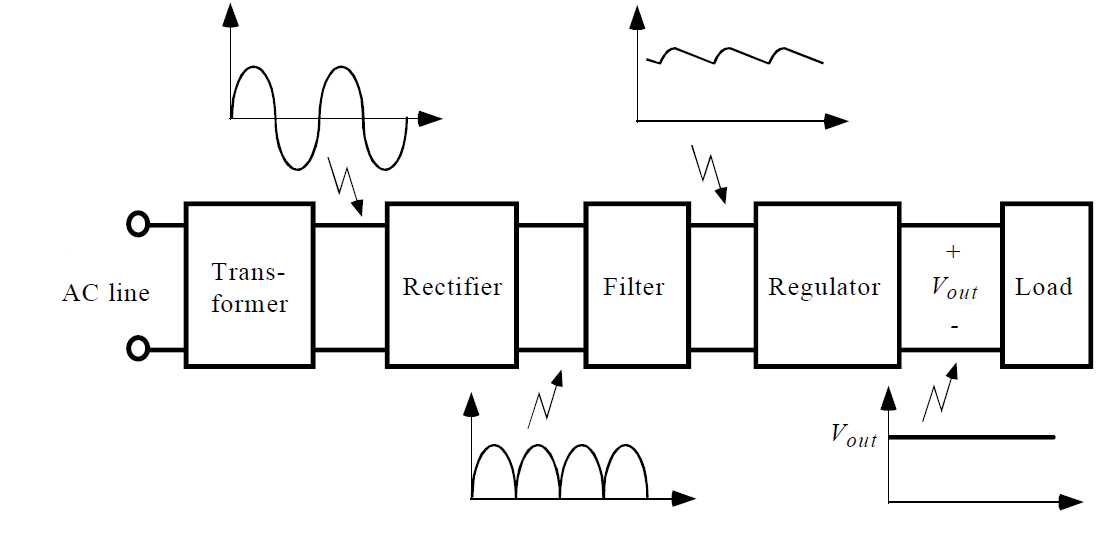 AC line
Trans-
former
Rectifier
Filter
Regulator
+
Vout
-
Load
Vout